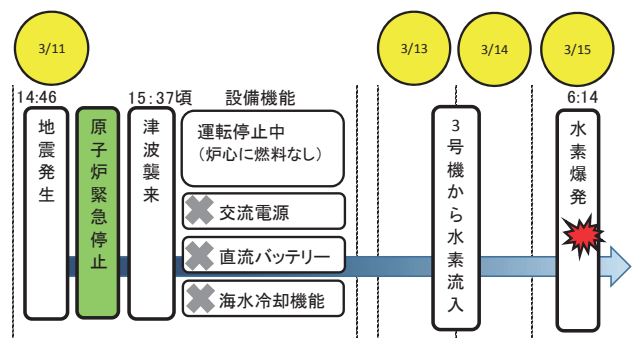 3/11
3/13
3/14
3/15
14:46
15:37頃
設備機能
6:14
地震発生
原子炉緊急停止
津波襲来
運転停止中
(炉心に燃料なし)
交流電源
直流バッテリー
海水冷却機能
3号機から水素流入
水素爆発